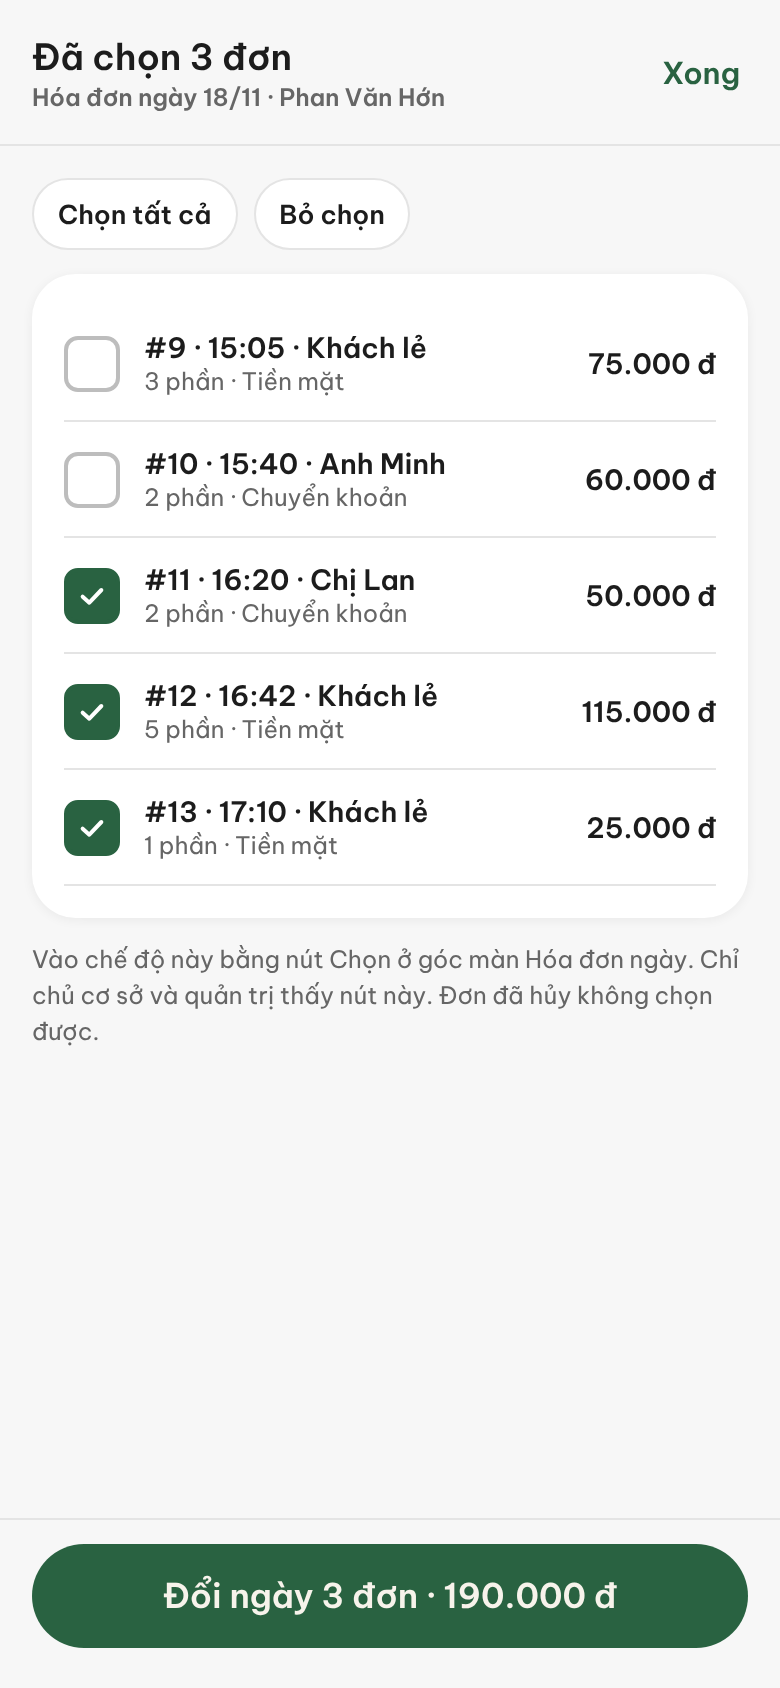 Đã chọn 3 đơn
Hóa đơn ngày 18/11 · Phan Văn Hớn
Xong
Chọn tất cả
Bỏ chọn
#9 · 15:05 · Khách lẻ
3 phần · Tiền mặt
75.000 đ
#10 · 15:40 · Anh Minh
2 phần · Chuyển khoản
60.000 đ
#11 · 16:20 · Chị Lan
2 phần · Chuyển khoản
50.000 đ
#12 · 16:42 · Khách lẻ
5 phần · Tiền mặt
115.000 đ
#13 · 17:10 · Khách lẻ
1 phần · Tiền mặt
25.000 đ
Vào chế độ này bằng nút Chọn ở góc màn Hóa đơn ngày. Chỉ
chủ cơ sở và quản trị thấy nút này. Đơn đã hủy không chọn
được.
Đổi ngày 3 đơn · 190.000 đ